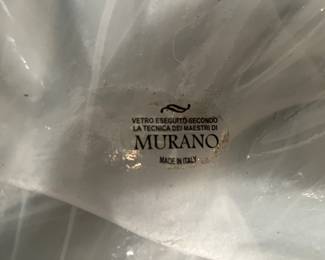 VETRO ESEGUITO SECONDO
LA TECNICA DEI MAESTRI DI
MURANO
MADE IN ITALY